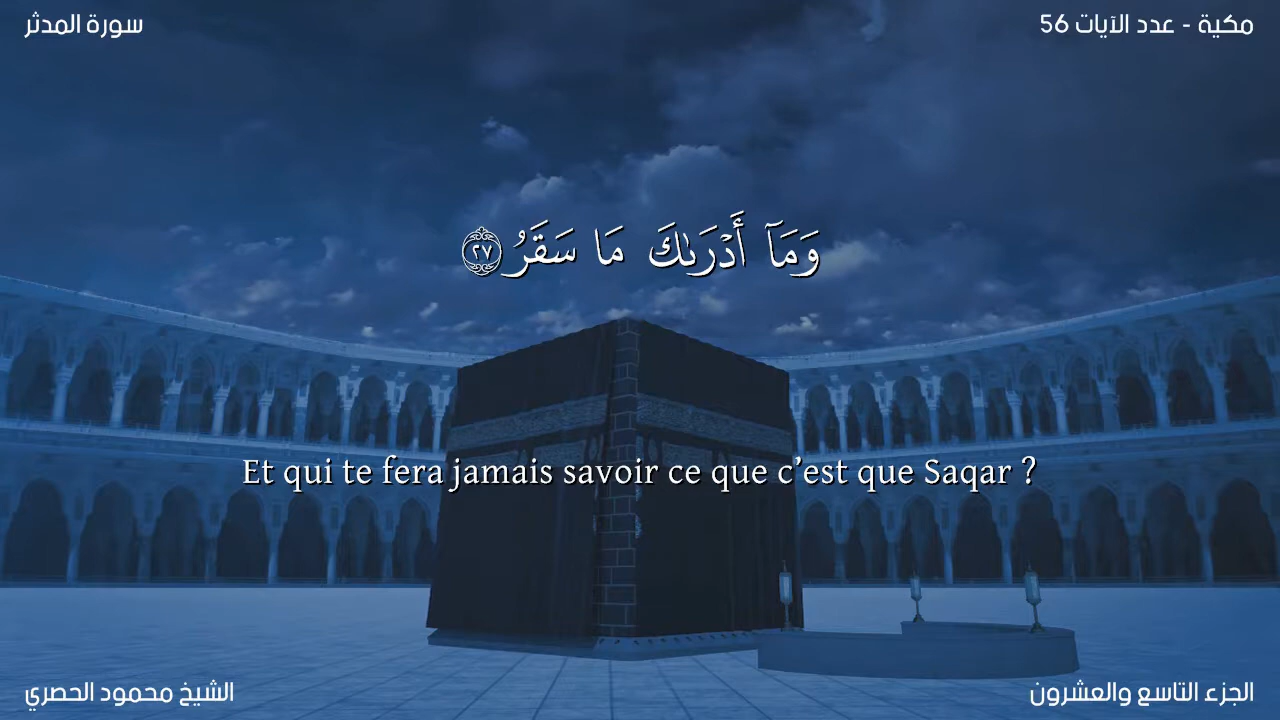 سورة المدثر
مكية - عدد الآيات 56
وَمَآ أَدْرَىٰكَ مَا سَقَرُ ٢٧
Et qui te fera jamais savoir ce que c’est que Saqar ?
الشيخ محمود الحصري
الجزء التاسع والعشرون